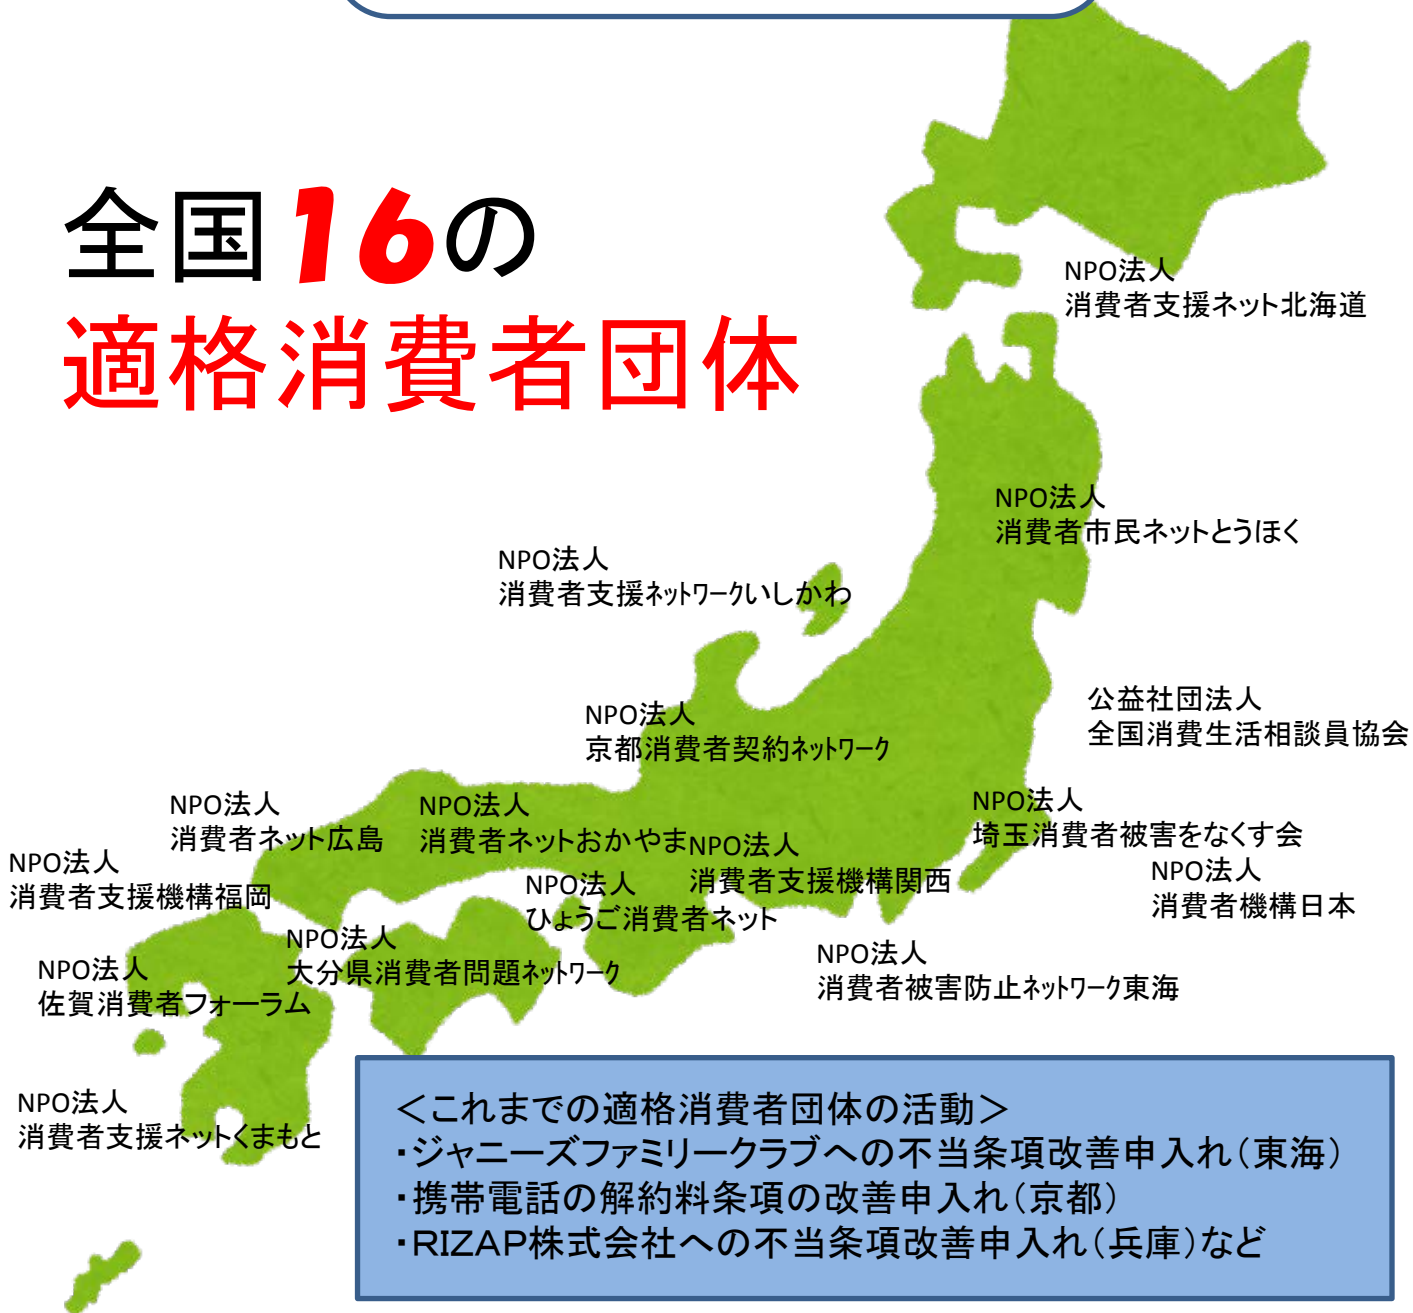 全国16の
適格消費者団体
NPO法人
消費者支援ネット北海道
NPO法人
消費者市民ネットとうほく
NPO法人
消費者支援ネットワークいしかわ
公益社団法人
全国消費生活相談員協会
NPO法人
京都消費者契約ネットワーク
NPO法人
埼玉消費者被害をなくす会
NPO法人
消費者ネット広島
NPO法人
消費者ネットおかやま
NPO法人
消費者支援機構関西
NPO法人
消費者機構日本
NPO法人
消費者支援機構福岡
NPO法人
ひょうご消費者ネット
NPO法人
大分県消費者問題ネットワーク
NPO法人
消費者被害防止ネットワーク東海
NPO法人
佐賀消費者フォーラム
NPO法人
消費者支援ネットくまもと
＜これまでの適格消費者団体の活動＞
・ジャニーズファミリークラブへの不当条項改善申入れ（東海）
・携帯電話の解約料条項の改善申入れ（京都）
・RIZAP株式会社への不当条項改善申入れ（兵庫）など